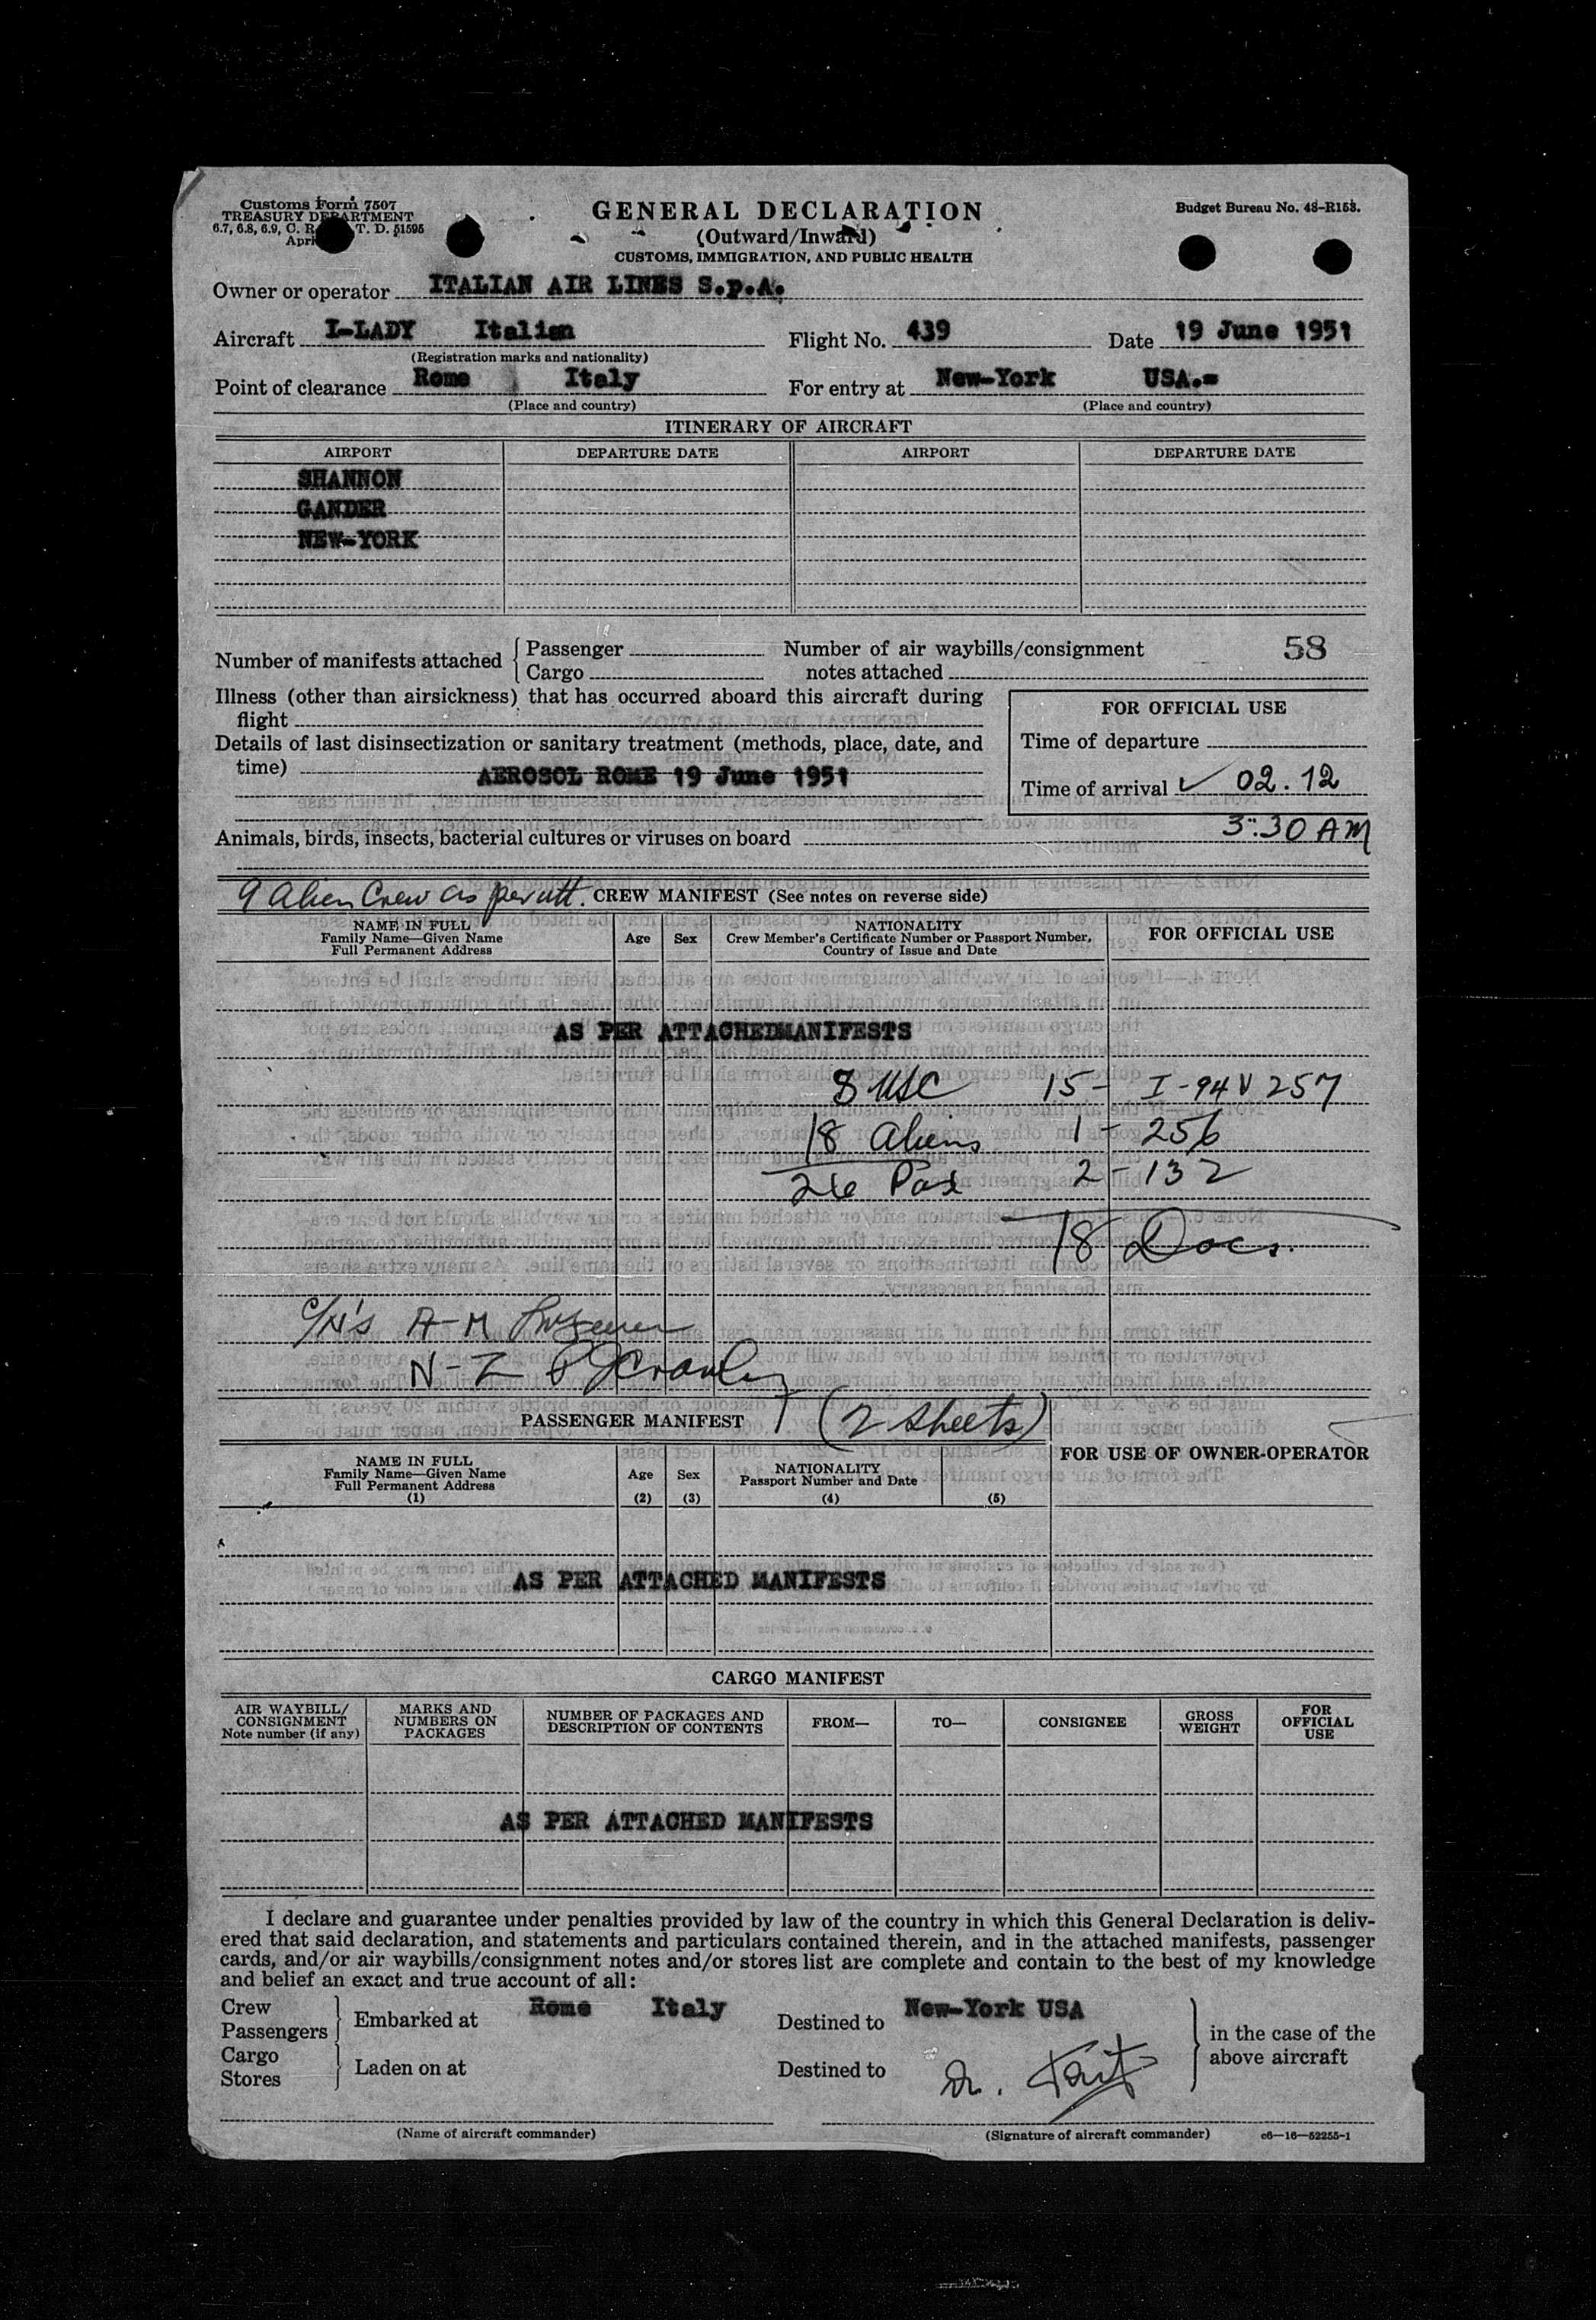 Customs Form 7507
TREASURY DEPARTMENT
6.7, 6.8, 6.9, C. R. T. D. 51595
April
GENERAL DECLARATION
(Outward/Inward)
CUSTOMS, IMMIGRATION, AND PUBLIC HEALTH
Budget Bureau No. 48-R153.
Owner or operator ITALIAN AIR LINES S.p.A.
Aircraft I-LADY Italian Flight No. 439 Date 19 June 1951
(Registration marks and nationality)
Point of clearance Rome Italy For entry at New-York USA.=
(Place and country) (Place and country)
ITINERARY OF AIRCRAFT
AIRPORT DEPARTURE DATE AIRPORT DEPARTURE DATE
SHANNON
GANDER
NEW-YORK
Number of manifests attached { Passenger
Cargo
Number of air waybills/consignment
notes attached
58
Illness (other than airsickness) that has occurred aboard this aircraft during
flight
Details of last disinsectization or sanitary treatment (methods, place, date, and
time)
AEROSOL ROME 19 June 1951
FOR OFFICIAL USE
Time of departure
Time of arrival ✓ 02.12
3:30 AM
Animals, birds, insects, bacterial cultures or viruses on board
9 Alien Crew as per att. CREW MANIFEST (See notes on reverse side)
NAME IN FULL
Family Name—Given Name
Full Permanent Address
Age
Sex
NATIONALITY
Crew Member's Certificate Number or Passport Number,
Country of Issue and Date
FOR OFFICIAL USE
AS PER ATTACHEDMANIFESTS
8 USC 15- I-94 V 257
18 Aliens 1- 256
26 Pax 2- 132
18 Docs.
C/N's A-M
N-Z PJ Crowley
PASSENGER MANIFEST (2 sheets)
NAME IN FULL
Family Name—Given Name
Full Permanent Address
(1)
Age
(2)
Sex
(3)
NATIONALITY
Passport Number and Date
(4)
(5)
FOR USE OF OWNER-OPERATOR
AS PER ATTACHED MANIFESTS
CARGO MANIFEST
AIR WAYBILL/
CONSIGNMENT
Note number (if any)
MARKS AND
NUMBERS ON
PACKAGES
NUMBER OF PACKAGES AND
DESCRIPTION OF CONTENTS
FROM—
TO—
CONSIGNEE
GROSS
WEIGHT
FOR
OFFICIAL
USE
AS PER ATTACHED MANIFESTS
I declare and guarantee under penalties provided by law of the country in which this General Declaration is deliv-
ered that said declaration, and statements and particulars contained therein, and in the attached manifests, passenger
cards, and/or air waybills/consignment notes and/or stores list are complete and contain to the best of my knowledge
and belief an exact and true account of all:
Crew
Passengers } Embarked at Rome Italy Destined to New-York USA
Cargo
Stores } Laden on at Destined to
in the case of the
above aircraft
(Name of aircraft commander) (Signature of aircraft commander) c6—16—52255-1